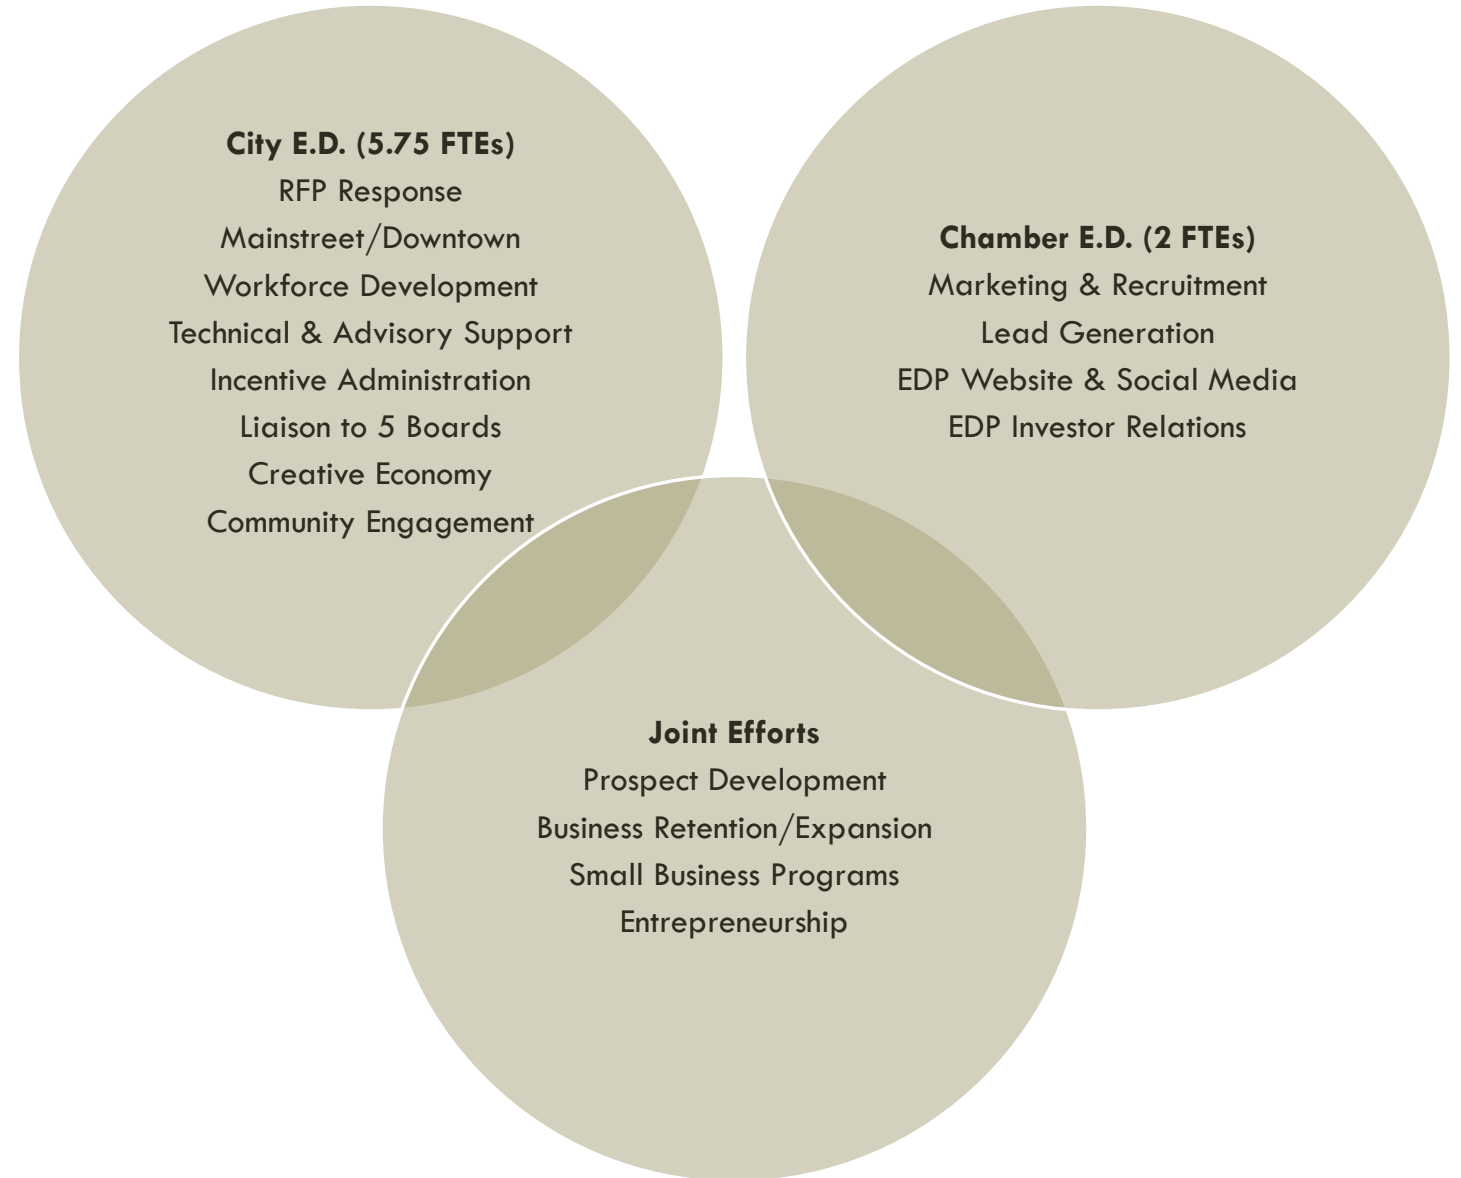 City E.D. (5.75 FTEs)
RFP Response
Mainstreet/Downtown
Workforce Development
Technical & Advisory Support
Incentive Administration
Liaison to 5 Boards
Creative Economy
Community Engagement
Chamber E.D. (2 FTEs)
Marketing & Recruitment
Lead Generation
EDP Website & Social Media
EDP Investor Relations
Joint Efforts
Prospect Development
Business Retention/Expansion
Small Business Programs
Entrepreneurship